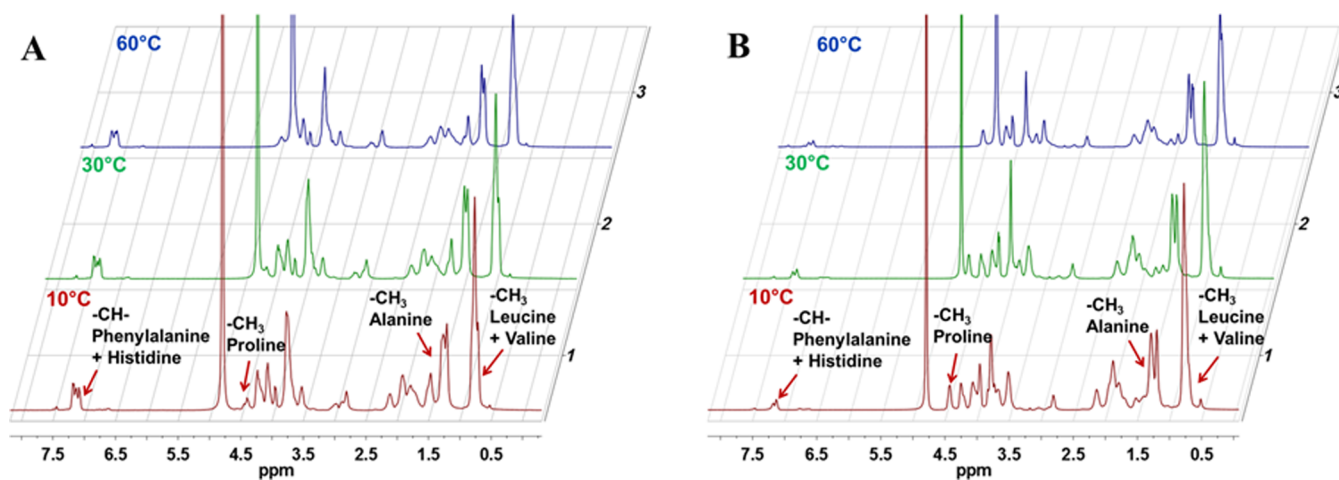 A
60°C
3
30°C
2
10°C
-CH-
Phenylalanine
+ Histidine
-CH₃
Proline
-CH₃
Alanine
-CH₃
Leucine
+ Valine
1
7.5 6.5 5.5 4.5 3.5 2.5 1.5 0.5
ppm
B
60°C
3
30°C
2
10°C
-CH-
Phenylalanine
+ Histidine
-CH₃
Proline
-CH₃
Alanine
-CH₃
Leucine
+ Valine
1
7.5 6.5 5.5 4.5 3.5 2.5 1.5 0.5
ppm